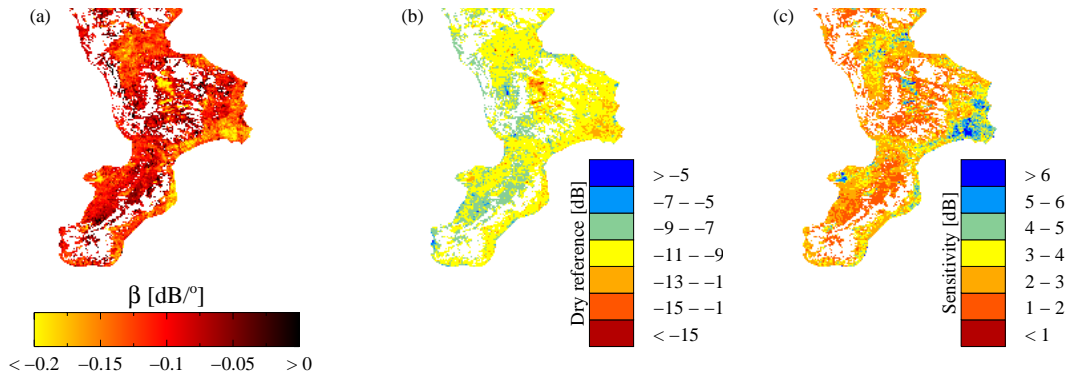 (a)
β [dB/°]
< −0.2 −0.15 −0.1 −0.05 > 0
(b)
Dry reference [dB]
> −5
−7 − −5
−9 − −7
−11 − −9
−13 − −1
−15 − −1
< −15
(c)
Sensitivity [dB]
> 6
5 − 6
4 − 5
3 − 4
2 − 3
1 − 2
< 1